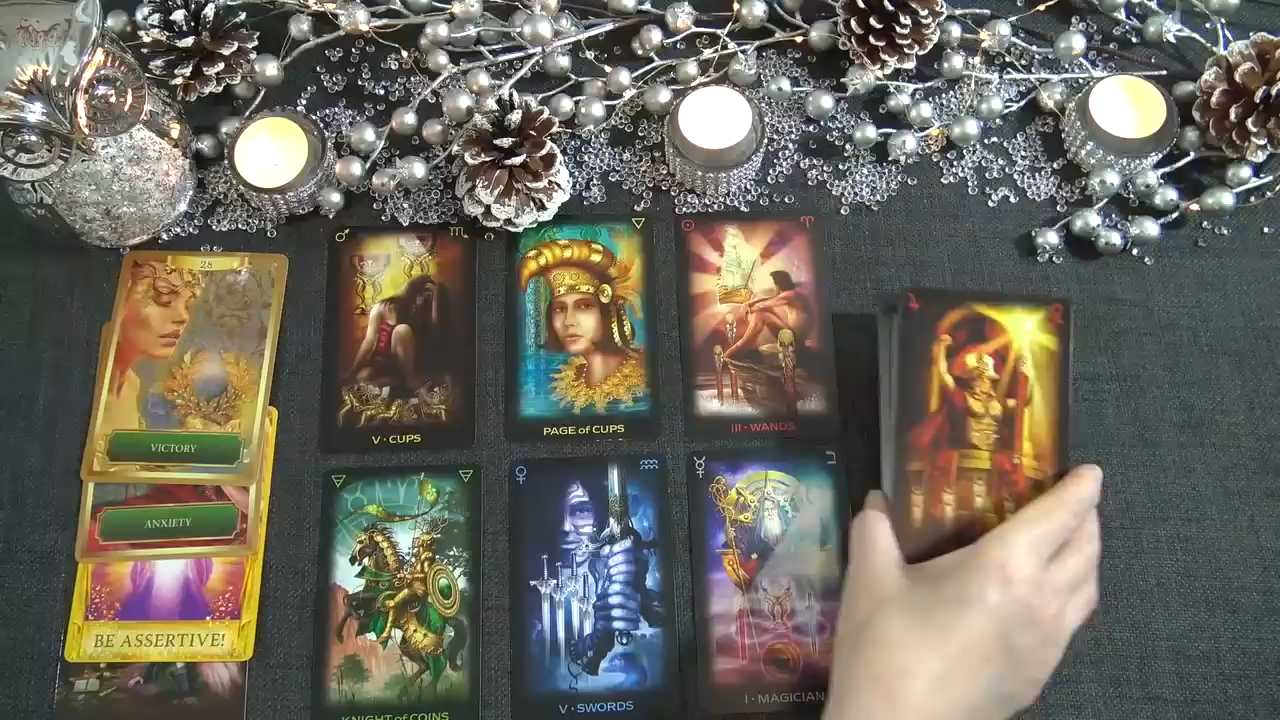 28
VICTORY
ANXIETY
BE ASSERTIVE!
V · CUPS
PAGE of CUPS
III · WANDS
KNIGHT of COINS
V · SWORDS
I · MAGICIAN